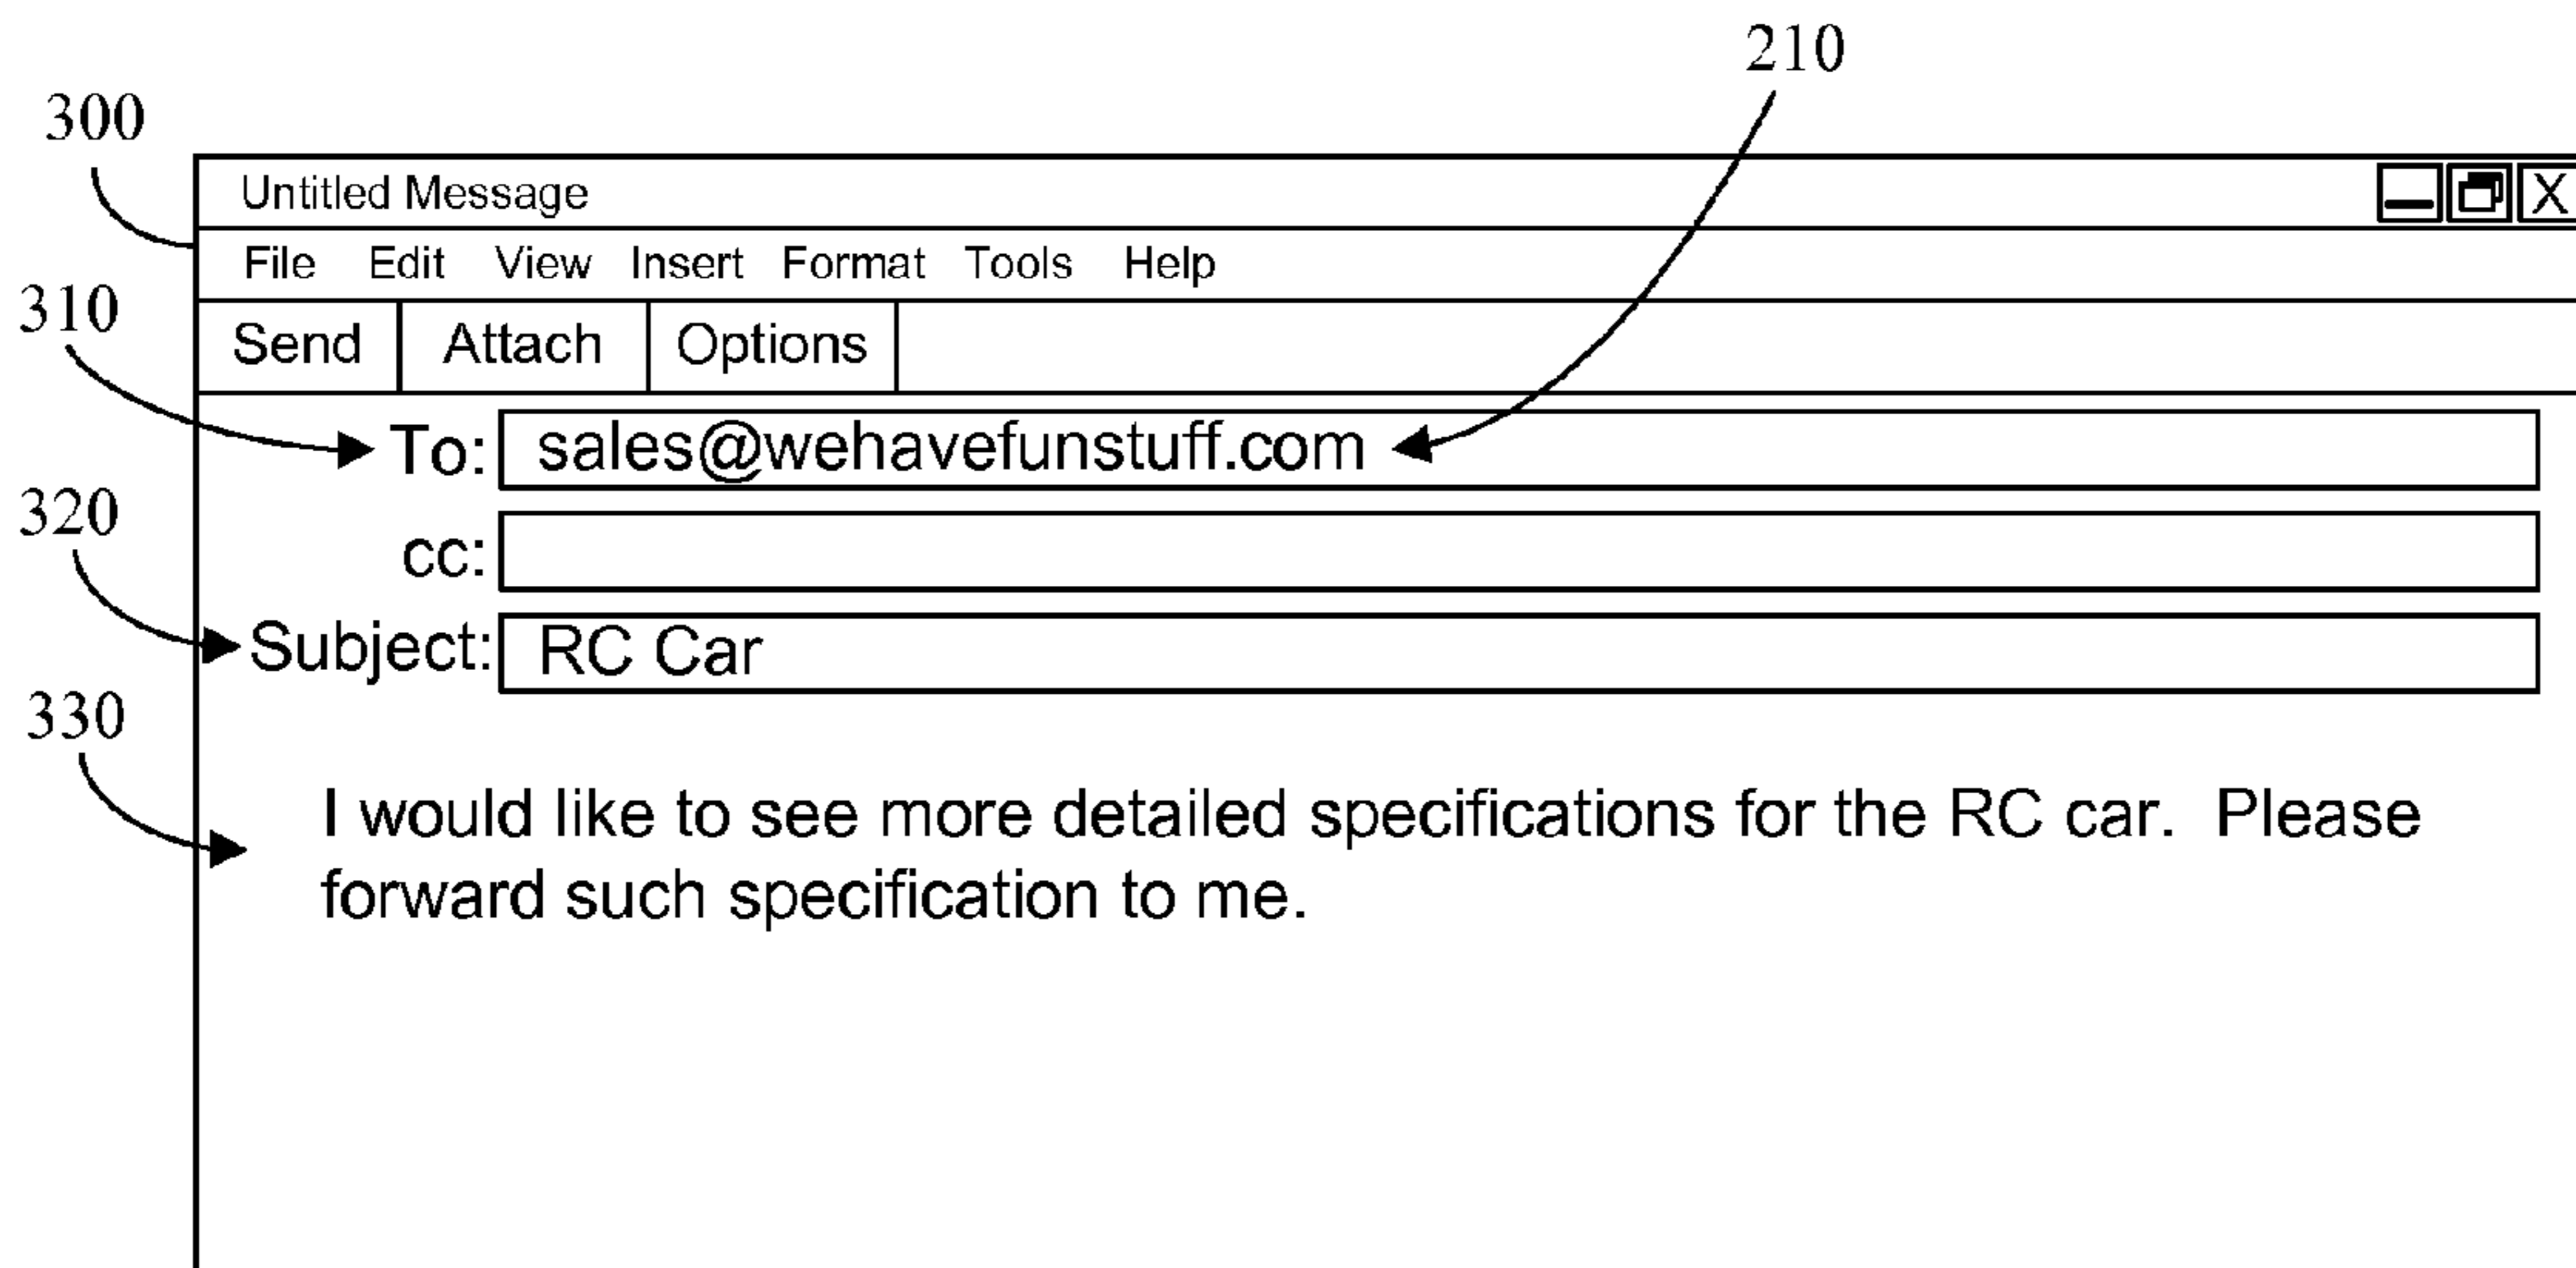 210
300
Untitled Message X
File Edit View Insert Format Tools Help
310
Send Attach Options
To: sales@wehavefunstuff.com
320
cc:
Subject: RC Car
330
I would like to see more detailed specifications for the RC car. Please
forward such specification to me.